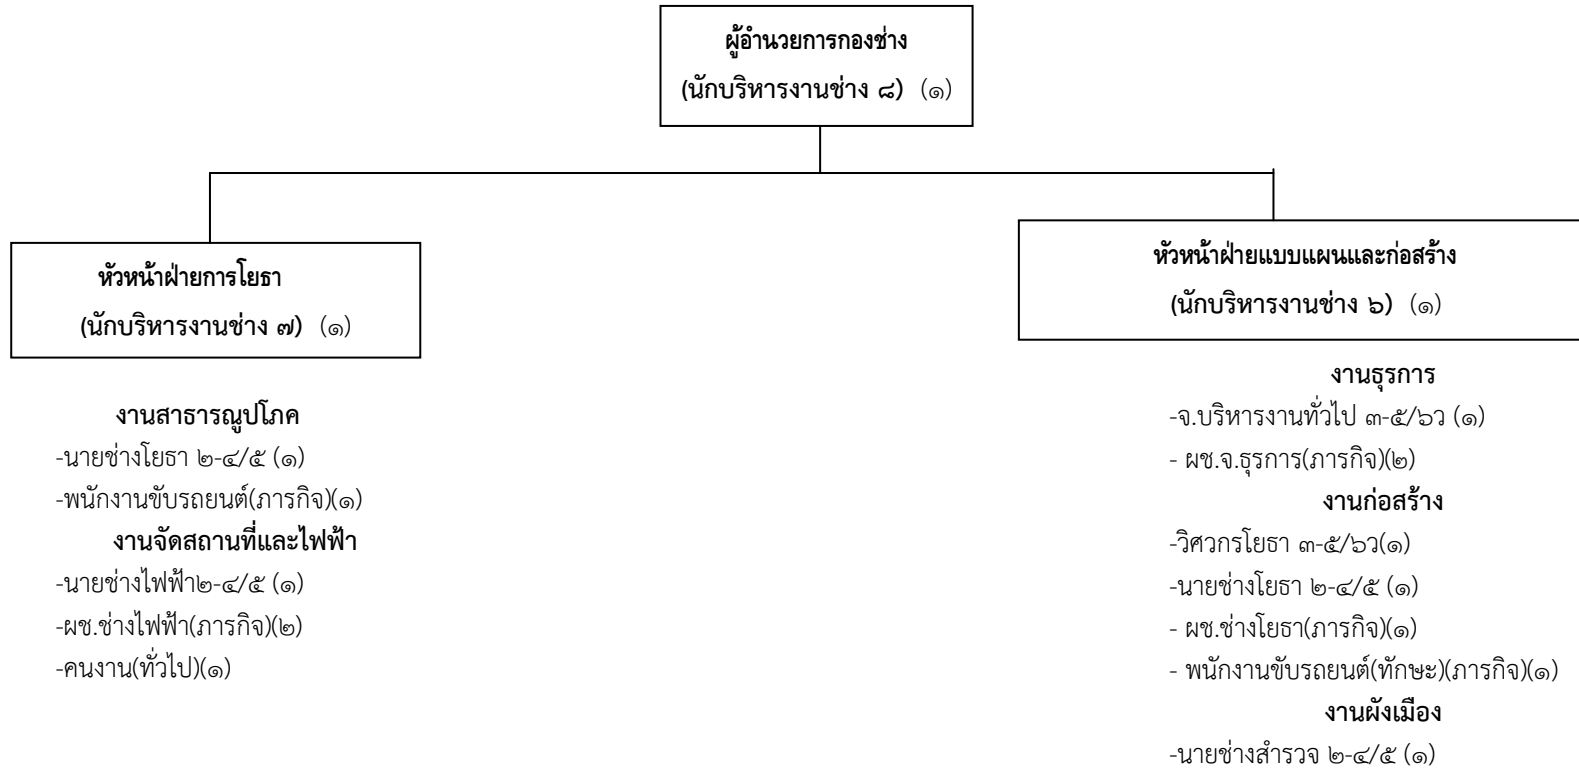 ผู้อำนวยการกองช่าง
(นักบริหารงานช่าง ๘) (๑)
หัวหน้าฝ่ายการโยธา
(นักบริหารงานช่าง ๗) (๑)
งานสาธารณูปโภค
-นายช่างโยธา ๒-๔/๕ (๑)
-พนักงานขับรถยนต์(ภารกิจ)(๑)
งานจัดสถานที่และไฟฟ้า
-นายช่างไฟฟ้า๒-๔/๕ (๑)
-ผช.ช่างไฟฟ้า(ภารกิจ)(๒)
-คนงาน(ทั่วไป)(๑)
หัวหน้าฝ่ายแบบแผนและก่อสร้าง
(นักบริหารงานช่าง ๖) (๑)
งานธุรการ
-จ.บริหารงานทั่วไป ๓-๕/๖ว (๑)
- ผช.จ.ธุรการ(ภารกิจ)(๒)
งานก่อสร้าง
-วิศวกรโยธา ๓-๕/๖ว(๑)
-นายช่างโยธา ๒-๔/๕ (๑)
- ผช.ช่างโยธา(ภารกิจ)(๑)
- พนักงานขับรถยนต์(ทักษะ)(ภารกิจ)(๑)
งานผังเมือง
-นายช่างสำรวจ ๒-๔/๕ (๑)